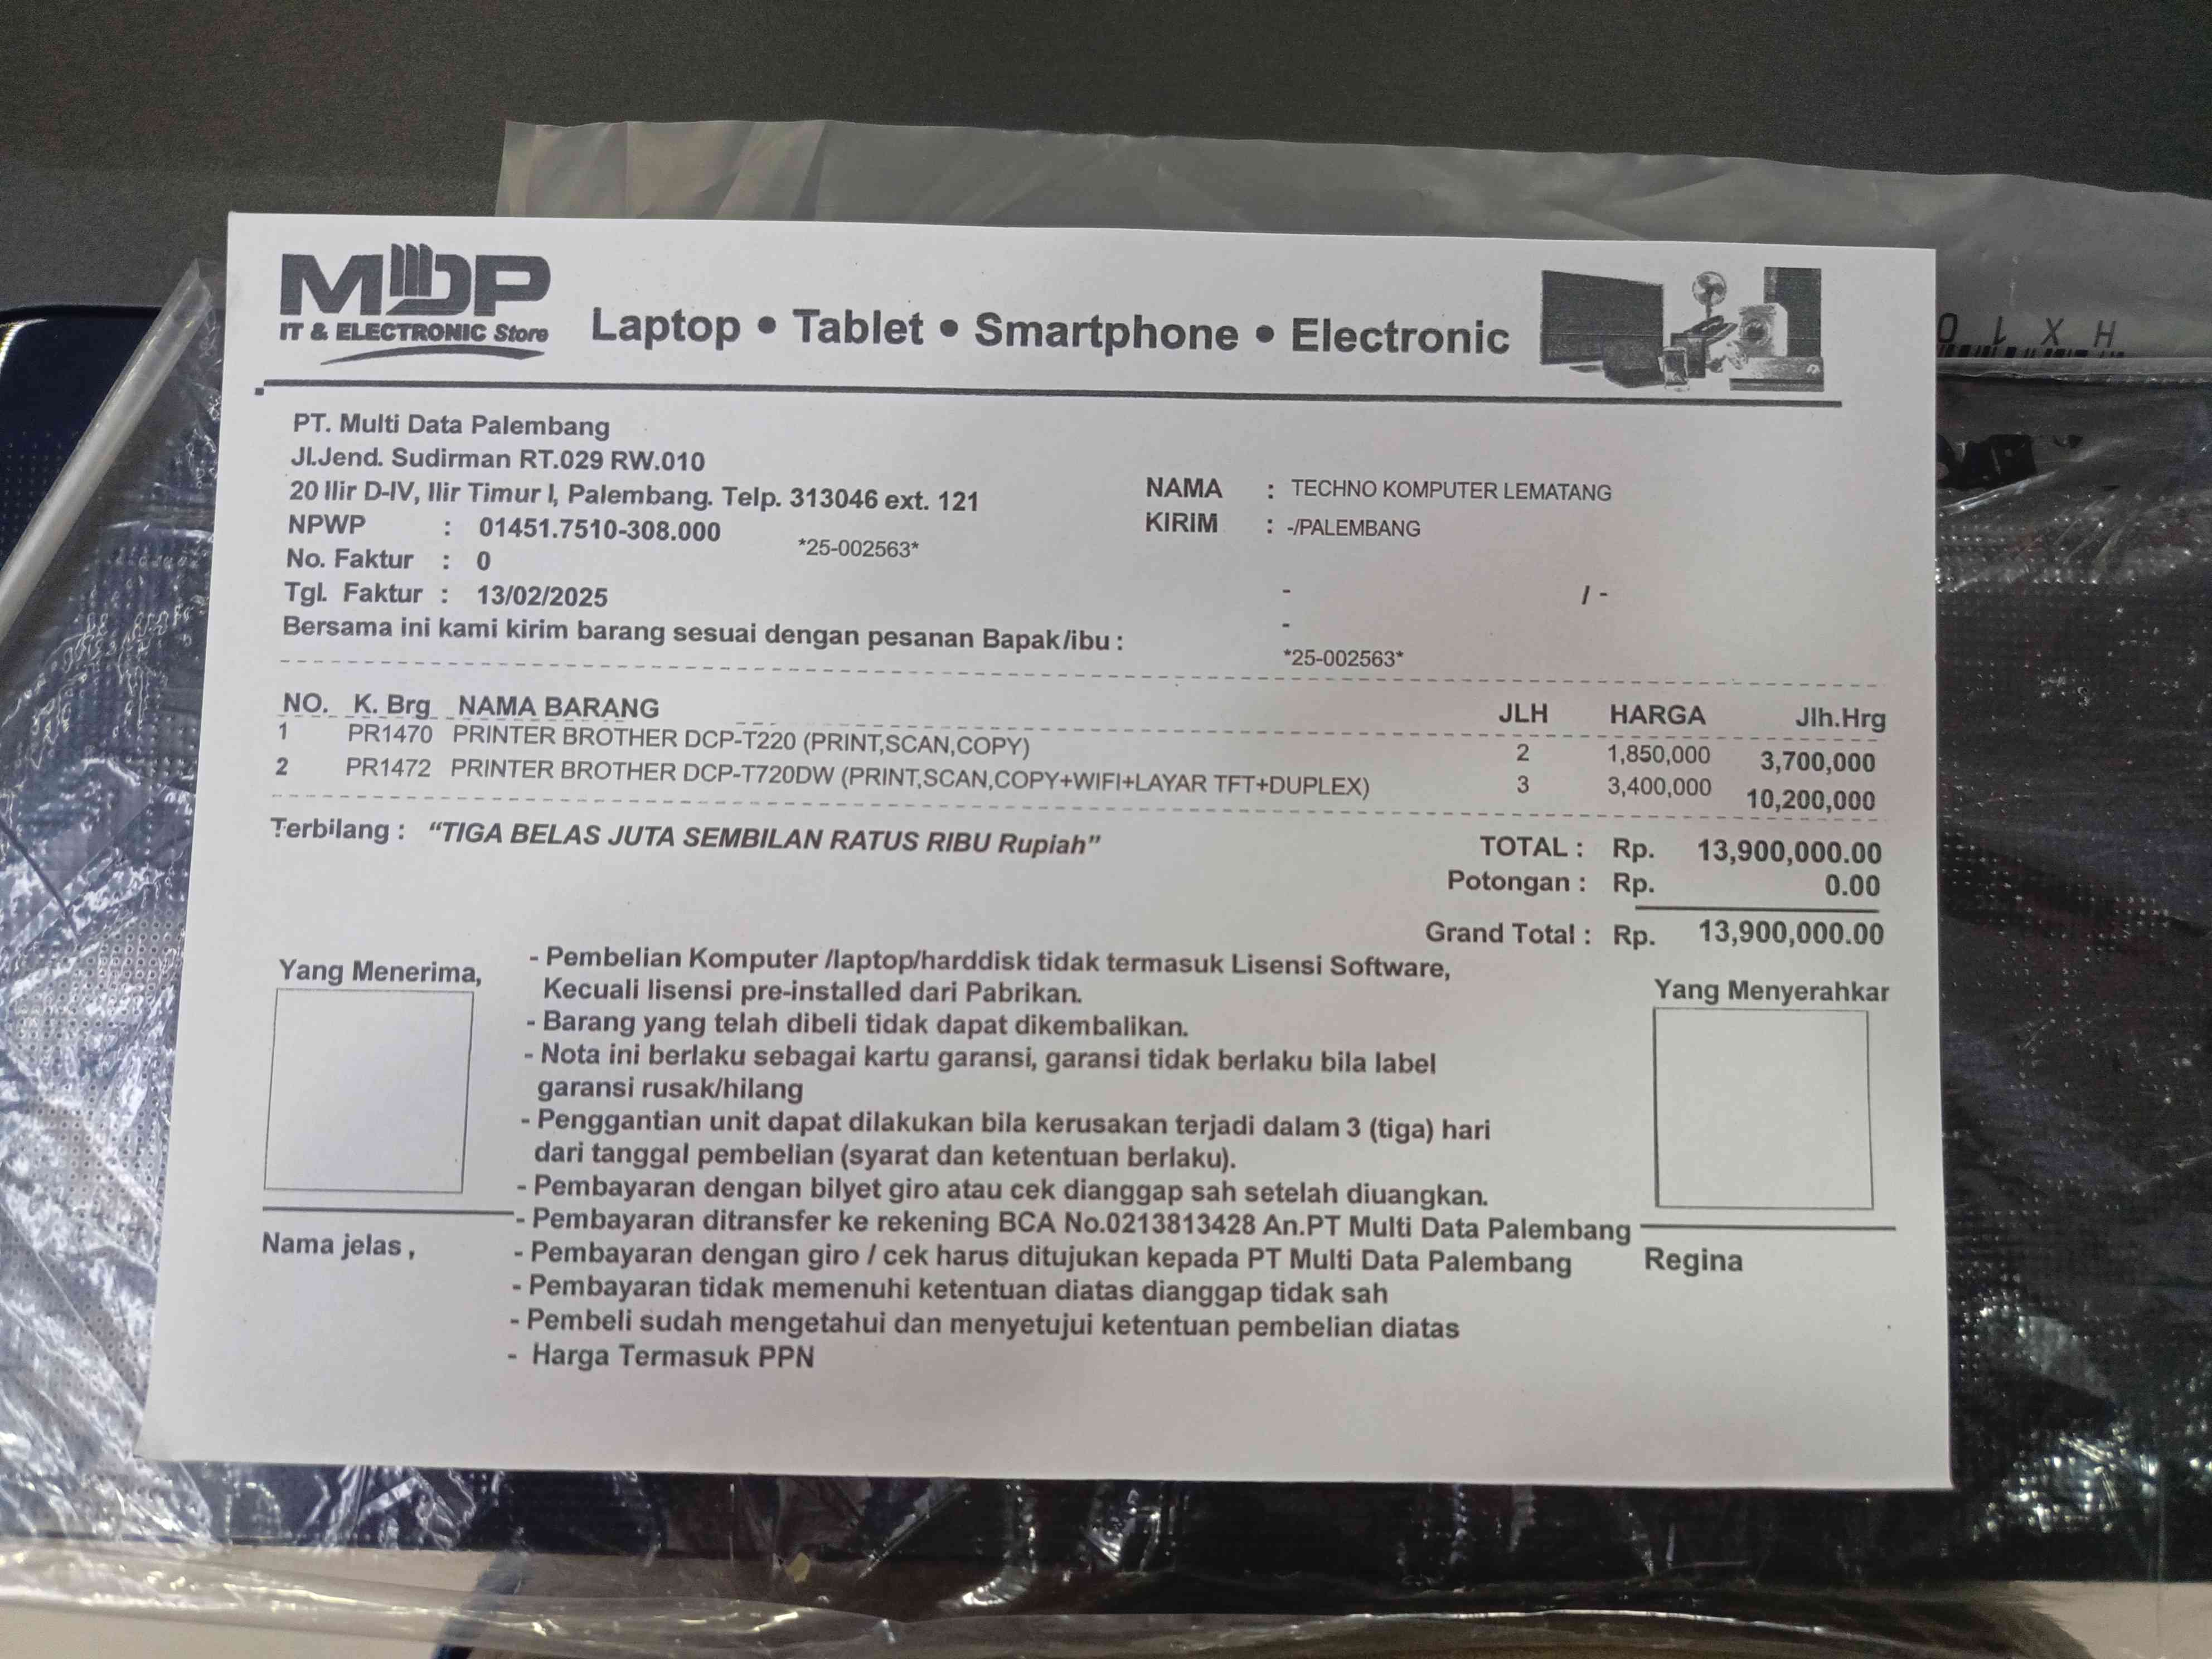 MDP
IT & ELECTRONIC Store
Laptop • Tablet • Smartphone • Electronic
O L X H
PT. Multi Data Palembang
Jl.Jend. Sudirman RT.029 RW.010
20 Ilir D-IV, Ilir Timur I, Palembang. Telp. 313046 ext. 121
NPWP : 01451.7510-308.000
*25-002563*
No. Faktur : 0
Tgl. Faktur : 13/02/2025
Bersama ini kami kirim barang sesuai dengan pesanan Bapak/ibu :
NAMA : TECHNO KOMPUTER LEMATANG
KIRIM : -/PALEMBANG
- / -
-
*25-002563*
NO. K. Brg NAMA BARANG JLH HARGA Jlh.Hrg
1 PR1470 PRINTER BROTHER DCP-T220 (PRINT,SCAN,COPY) 2 1,850,000 3,700,000
2 PR1472 PRINTER BROTHER DCP-T720DW (PRINT,SCAN,COPY+WIFI+LAYAR TFT+DUPLEX) 3 3,400,000 10,200,000
Terbilang : “TIGA BELAS JUTA SEMBILAN RATUS RIBU Rupiah”
TOTAL : Rp. 13,900,000.00
Potongan : Rp. 0.00
Grand Total : Rp. 13,900,000.00
Yang Menerima,
- Pembelian Komputer /laptop/harddisk tidak termasuk Lisensi Software,
Kecuali lisensi pre-installed dari Pabrikan.
- Barang yang telah dibeli tidak dapat dikembalikan.
- Nota ini berlaku sebagai kartu garansi, garansi tidak berlaku bila label
garansi rusak/hilang
- Penggantian unit dapat dilakukan bila kerusakan terjadi dalam 3 (tiga) hari
dari tanggal pembelian (syarat dan ketentuan berlaku).
- Pembayaran dengan bilyet giro atau cek dianggap sah setelah diuangkan.
- Pembayaran ditransfer ke rekening BCA No.0213813428 An.PT Multi Data Palembang
- Pembayaran dengan giro / cek harus ditujukan kepada PT Multi Data Palembang
- Pembayaran tidak memenuhi ketentuan diatas dianggap tidak sah
- Pembeli sudah mengetahui dan menyetujui ketentuan pembelian diatas
- Harga Termasuk PPN
Nama jelas ,
Yang Menyerahkar
Regina